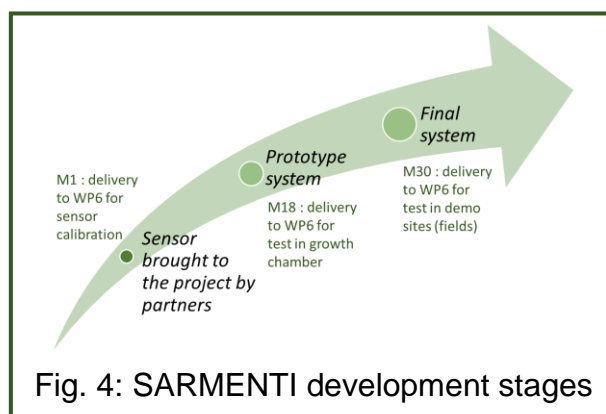 M1 : delivery
to WP6 for
sensor
calibration
Sensor
brought to
the project by
partners
Prototype
system
M18 : delivery
to WP6 for
test in growth
chamber
Final
system
M30 : delivery
to WP6 for
test in demo
sites (fields)
Fig. 4: SARMENTI development stages